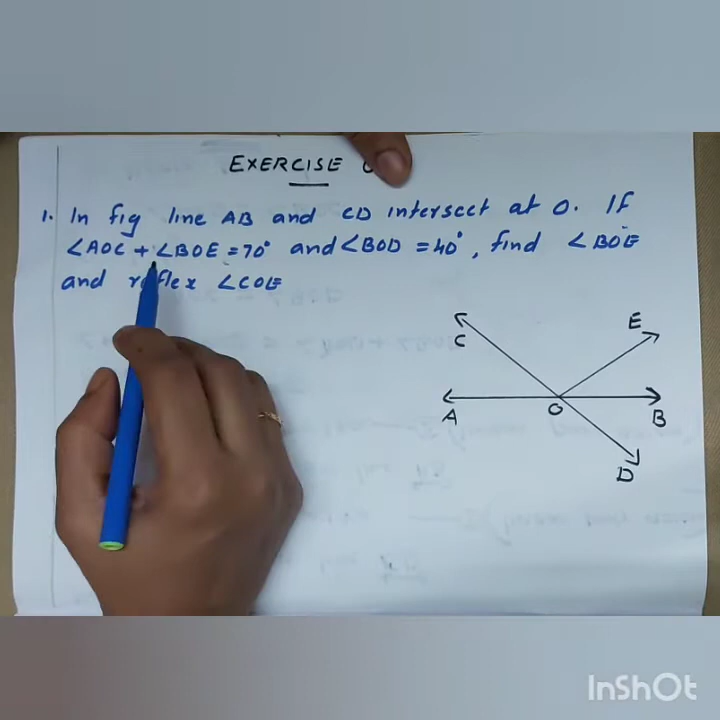 EXERCISE
1. In fig line AB and CD intersect at O. If
∠AOC + ∠BOE = 70° and ∠BOD = 40°, find ∠BOE
and reflex ∠COE
C
E
A
O
B
D
InShOt